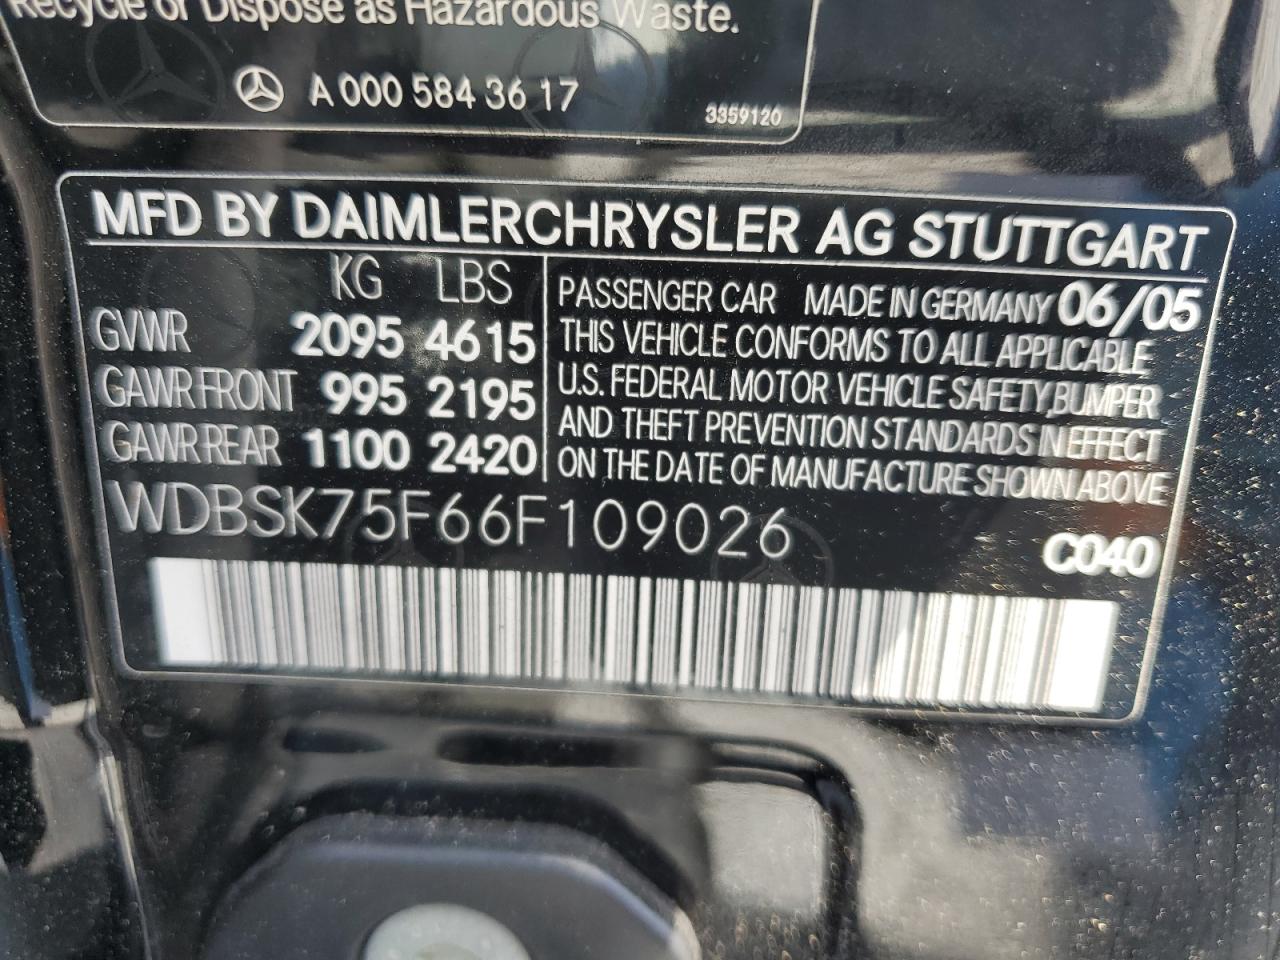 Recycle or Dispose as Hazardous Waste.
A 000 584 36 17
3359120
MFD BY DAIMLERCHRYSLER AG STUTTGART
KG LBS
GVWR 2095 4615
GAWR FRONT 995 2195
GAWR REAR 1100 2420
PASSENGER CAR MADE IN GERMANY 06/05
THIS VEHICLE CONFORMS TO ALL APPLICABLE
U.S. FEDERAL MOTOR VEHICLE SAFETY, BUMPER
AND THEFT PREVENTION STANDARDS IN EFFECT
ON THE DATE OF MANUFACTURE SHOWN ABOVE
WDBSK75F66F109026
C040